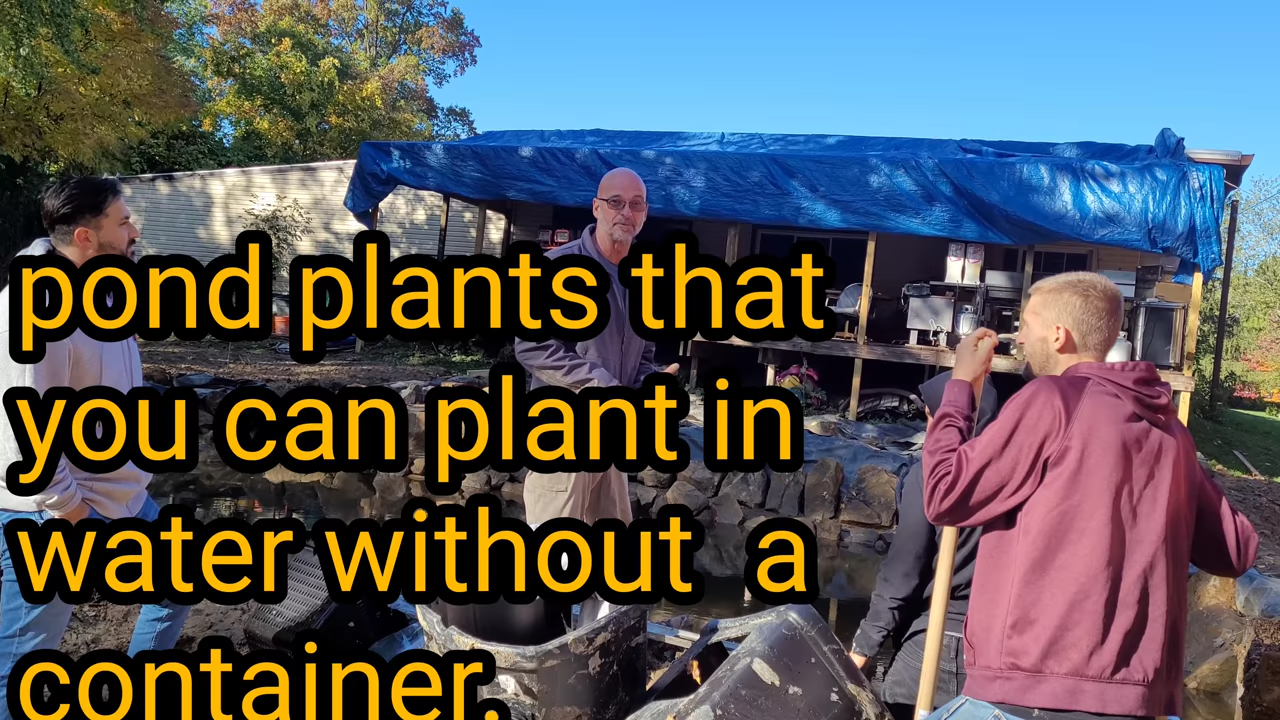 pond plants that
you can plant in
water without a
container.